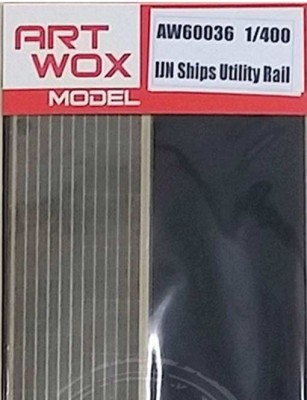 ART
WOX
MODEL
AW60036 1/400
IJN Ships Utility Rail